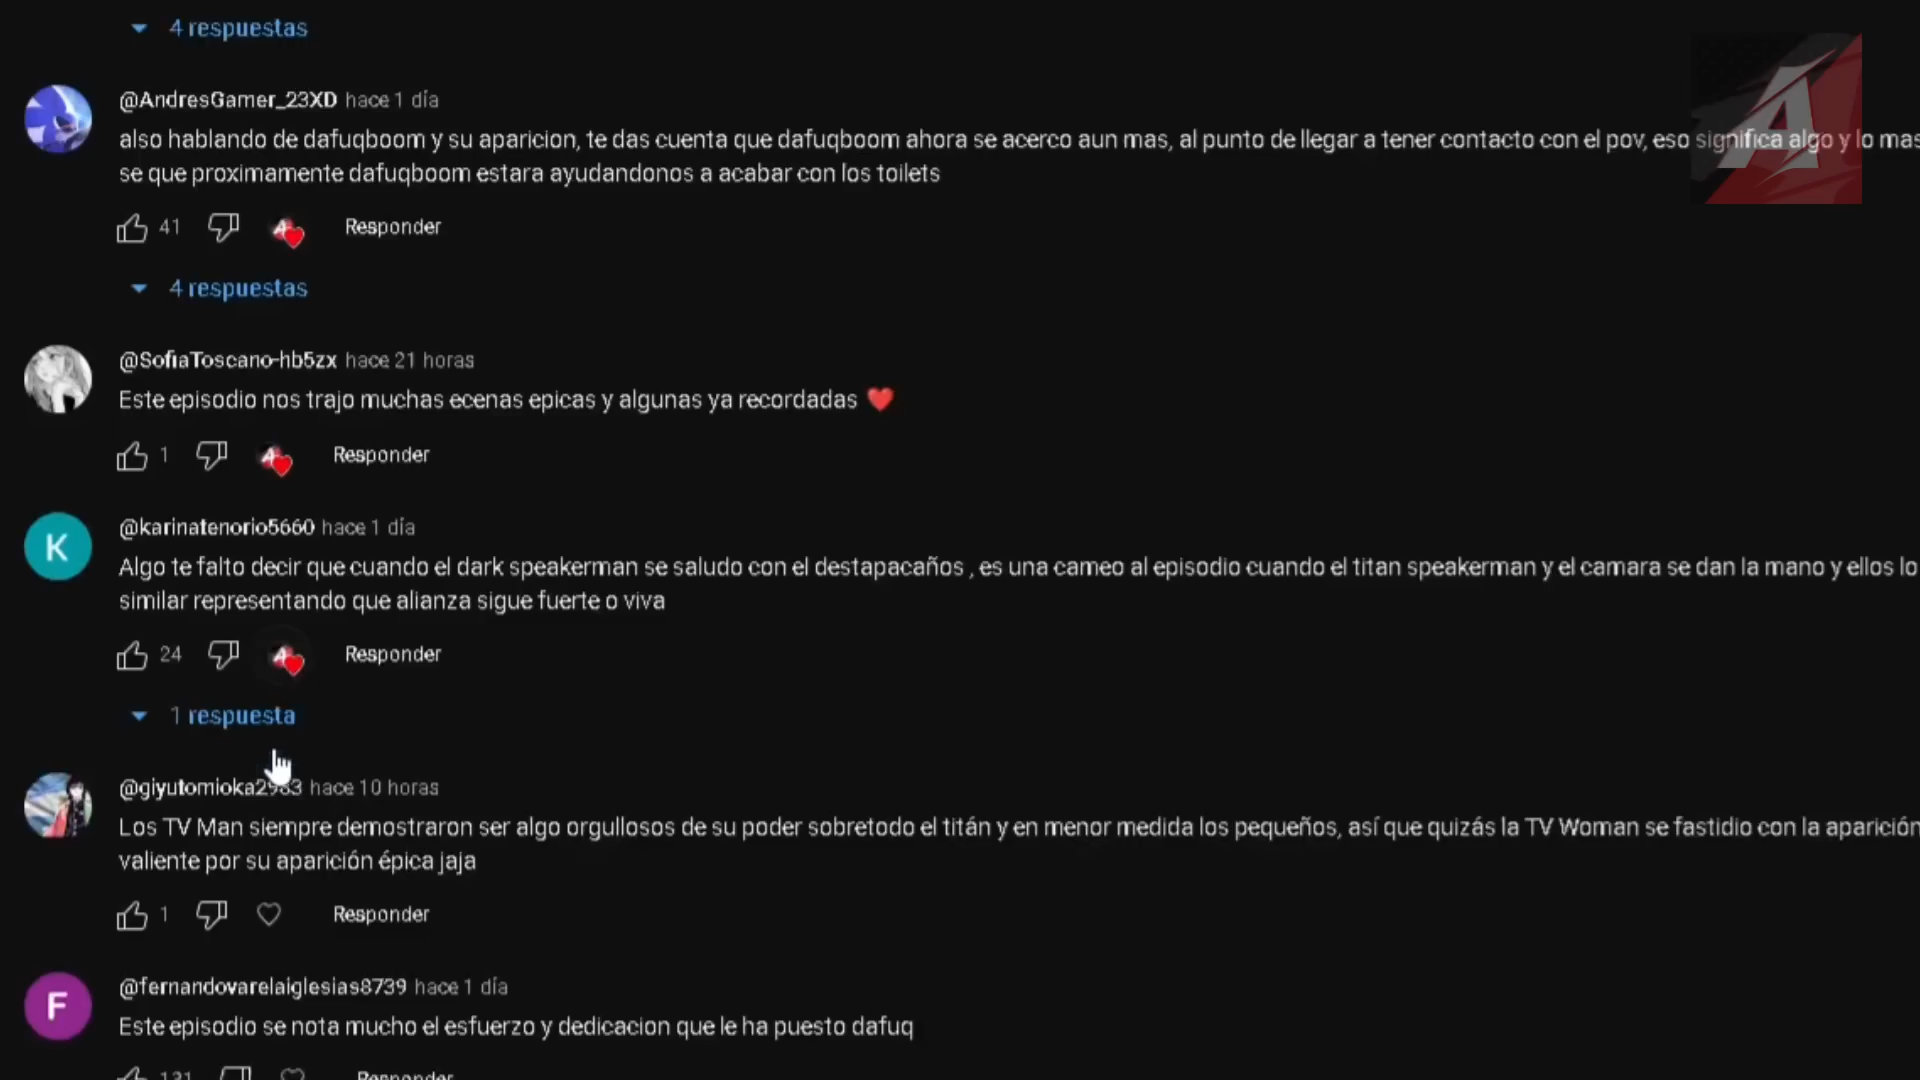 4 respuestas
@AndresGamer_23XD hace 1 día
also hablando de dafuqboom y su aparicion, te das cuenta que dafuqboom ahora se acerco aun mas, al punto de llegar a tener contacto con el pov, eso significa algo y lo mas
se que proximamente dafuqboom estara ayudandonos a acabar con los toilets
41 Responder
4 respuestas
@SofiaToscano-hb5zx hace 21 horas
Este episodio nos trajo muchas ecenas epicas y algunas ya recordadas ❤️
1 Responder
K
@karinatenorio5660 hace 1 día
Algo te falto decir que cuando el dark speakerman se saludo con el destapacaños , es una cameo al episodio cuando el titan speakerman y el camara se dan la mano y ellos lo
similar representando que alianza sigue fuerte o viva
24 Responder
1 respuesta
hace 10 horas
Los TV Man siempre demostraron ser algo orgullosos de su poder sobretodo el titán y en menor medida los pequeños, así que quizás la TV Woman se fastidio con la aparición
valiente por su aparición épica jaja
1 Responder
F
@fernandovarelaiglesias8739 hace 1 día
Este episodio se nota mucho el esfuerzo y dedicacion que le ha puesto dafuq
131 Responder
A